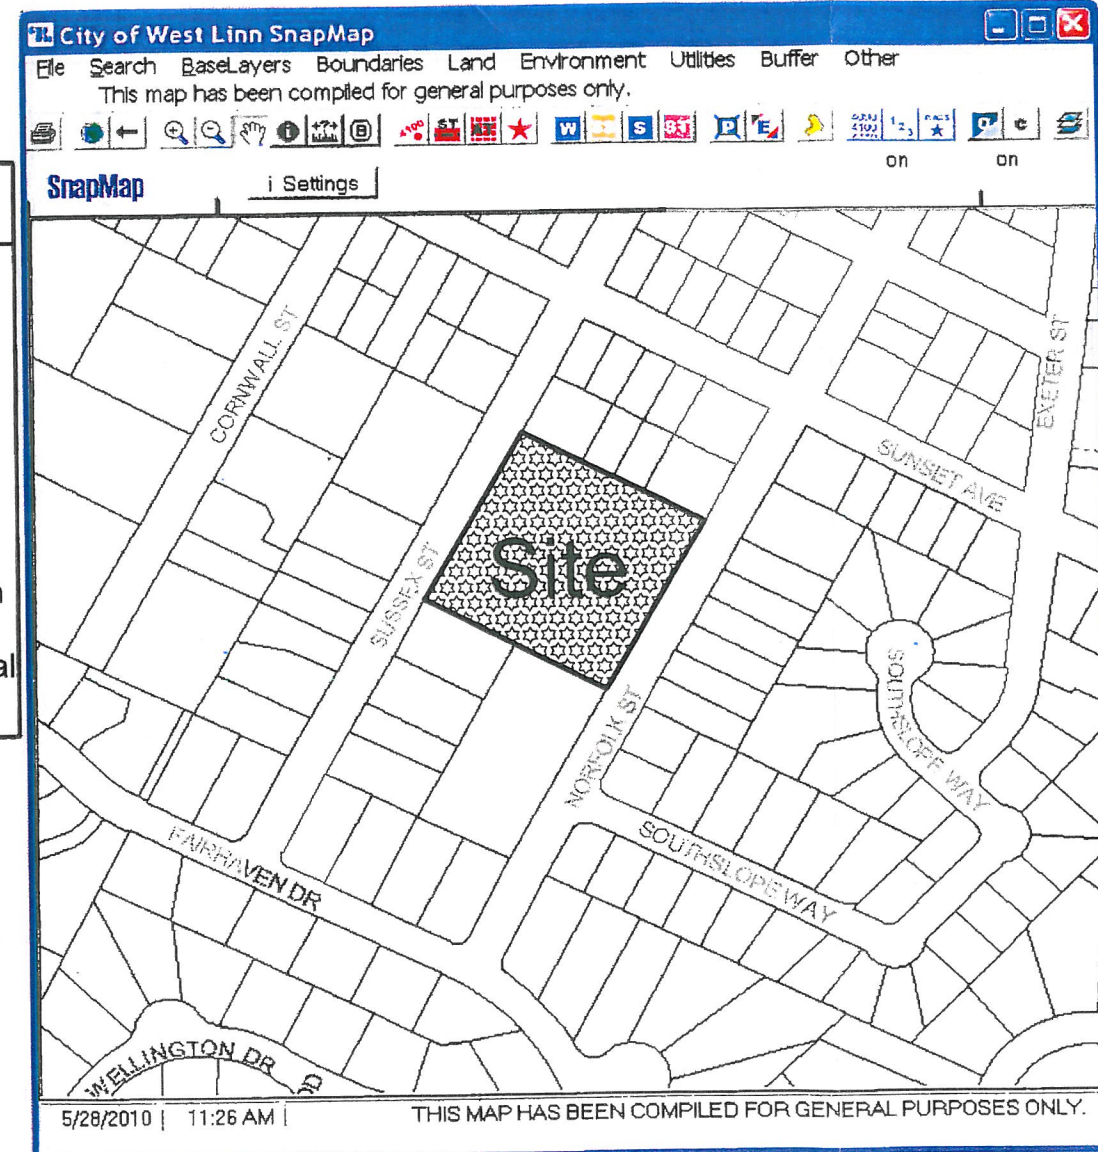 City of West Linn SnapMap
File Search BaseLayers Boundaries Land Environment Utilities Buffer Other
This map has been compiled for general purposes only.
W S ST P E
on on
SnapMap i Settings
CORNWALL ST
EXETER ST
SUNSET AVE
Site
SUSSEX ST
SOUTHSLOPE WAY
NORFOLK ST
SOUTHSLOPE WAY
FAIRHAVEN DR
WELLINGTON DR
al
5/28/2010 | 11:26 AM |
THIS MAP HAS BEEN COMPILED FOR GENERAL PURPOSES ONLY.